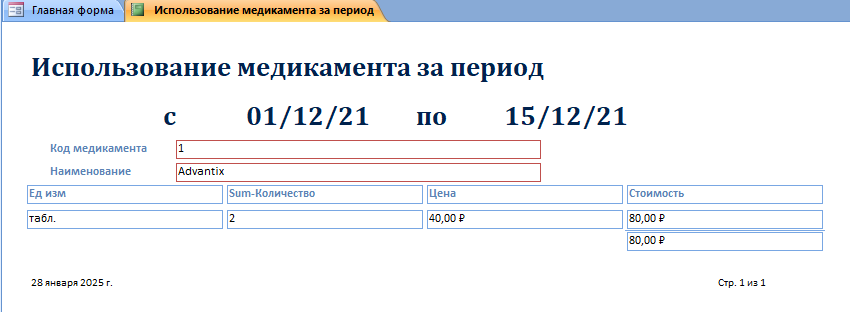 Главная форма Использование медикамента за период
Использование медикамента за период
с 01/12/21 по 15/12/21
Код медикамента 1
Наименование Advantix
Ед изм Sum-Количество Цена Стоимость
табл. 2 40,00 ₽ 80,00 ₽
80,00 ₽
28 января 2025 г. Стр. 1 из 1